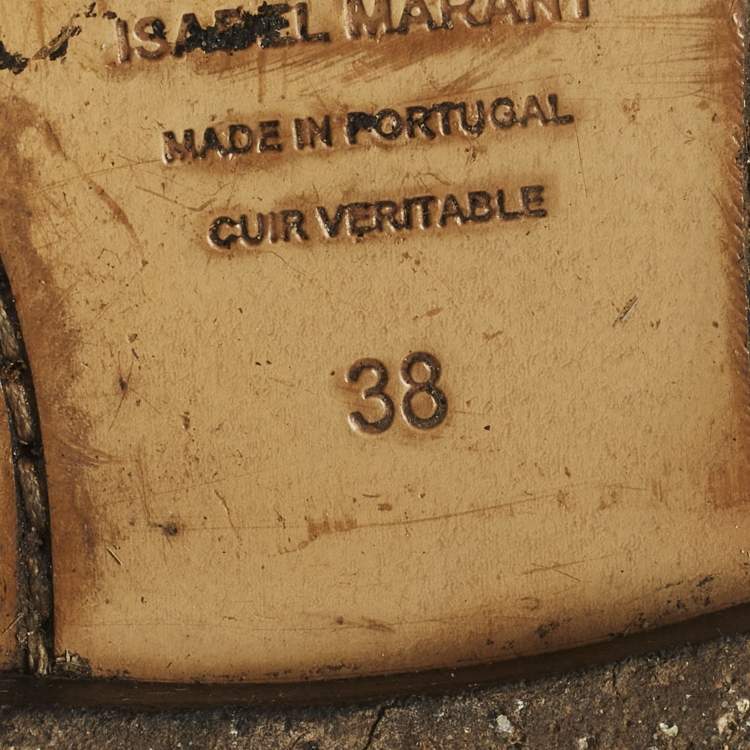 ISABEL MARANT
MADE IN PORTUGAL
CUIR VERITABLE
38